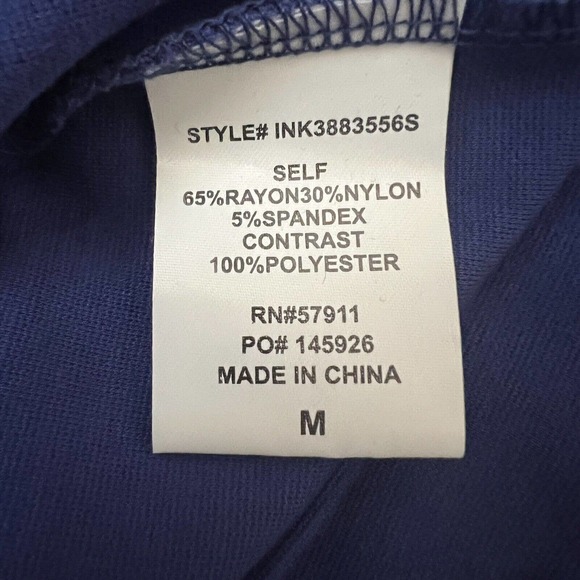 STYLE# INK3883556S
SELF
65%RAYON30%NYLON
5%SPANDEX
CONTRAST
100%POLYESTER
RN#57911
PO# 145926
MADE IN CHINA
M